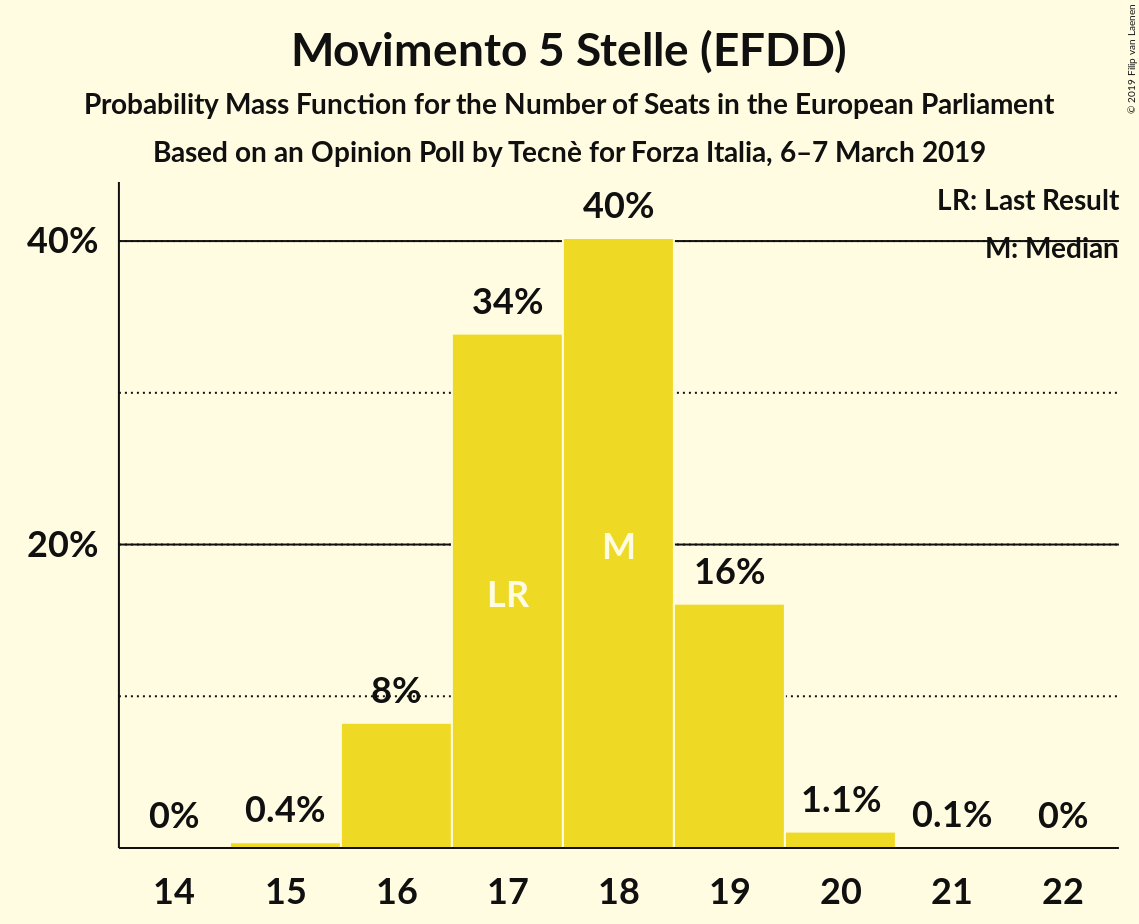 Movimento 5 Stelle (EFDD)
Probability Mass Function for the Number of Seats in the European Parliament
Based on an Opinion Poll by Tecnè for Forza Italia, 6–7 March 2019
© 2019 Filip van Laenen
LR: Last Result
M: Median
40%
20%
0%
0.4%
8%
34%
40%
16%
1.1%
0.1%
0%
LR
M
14 15 16 17 18 19 20 21 22